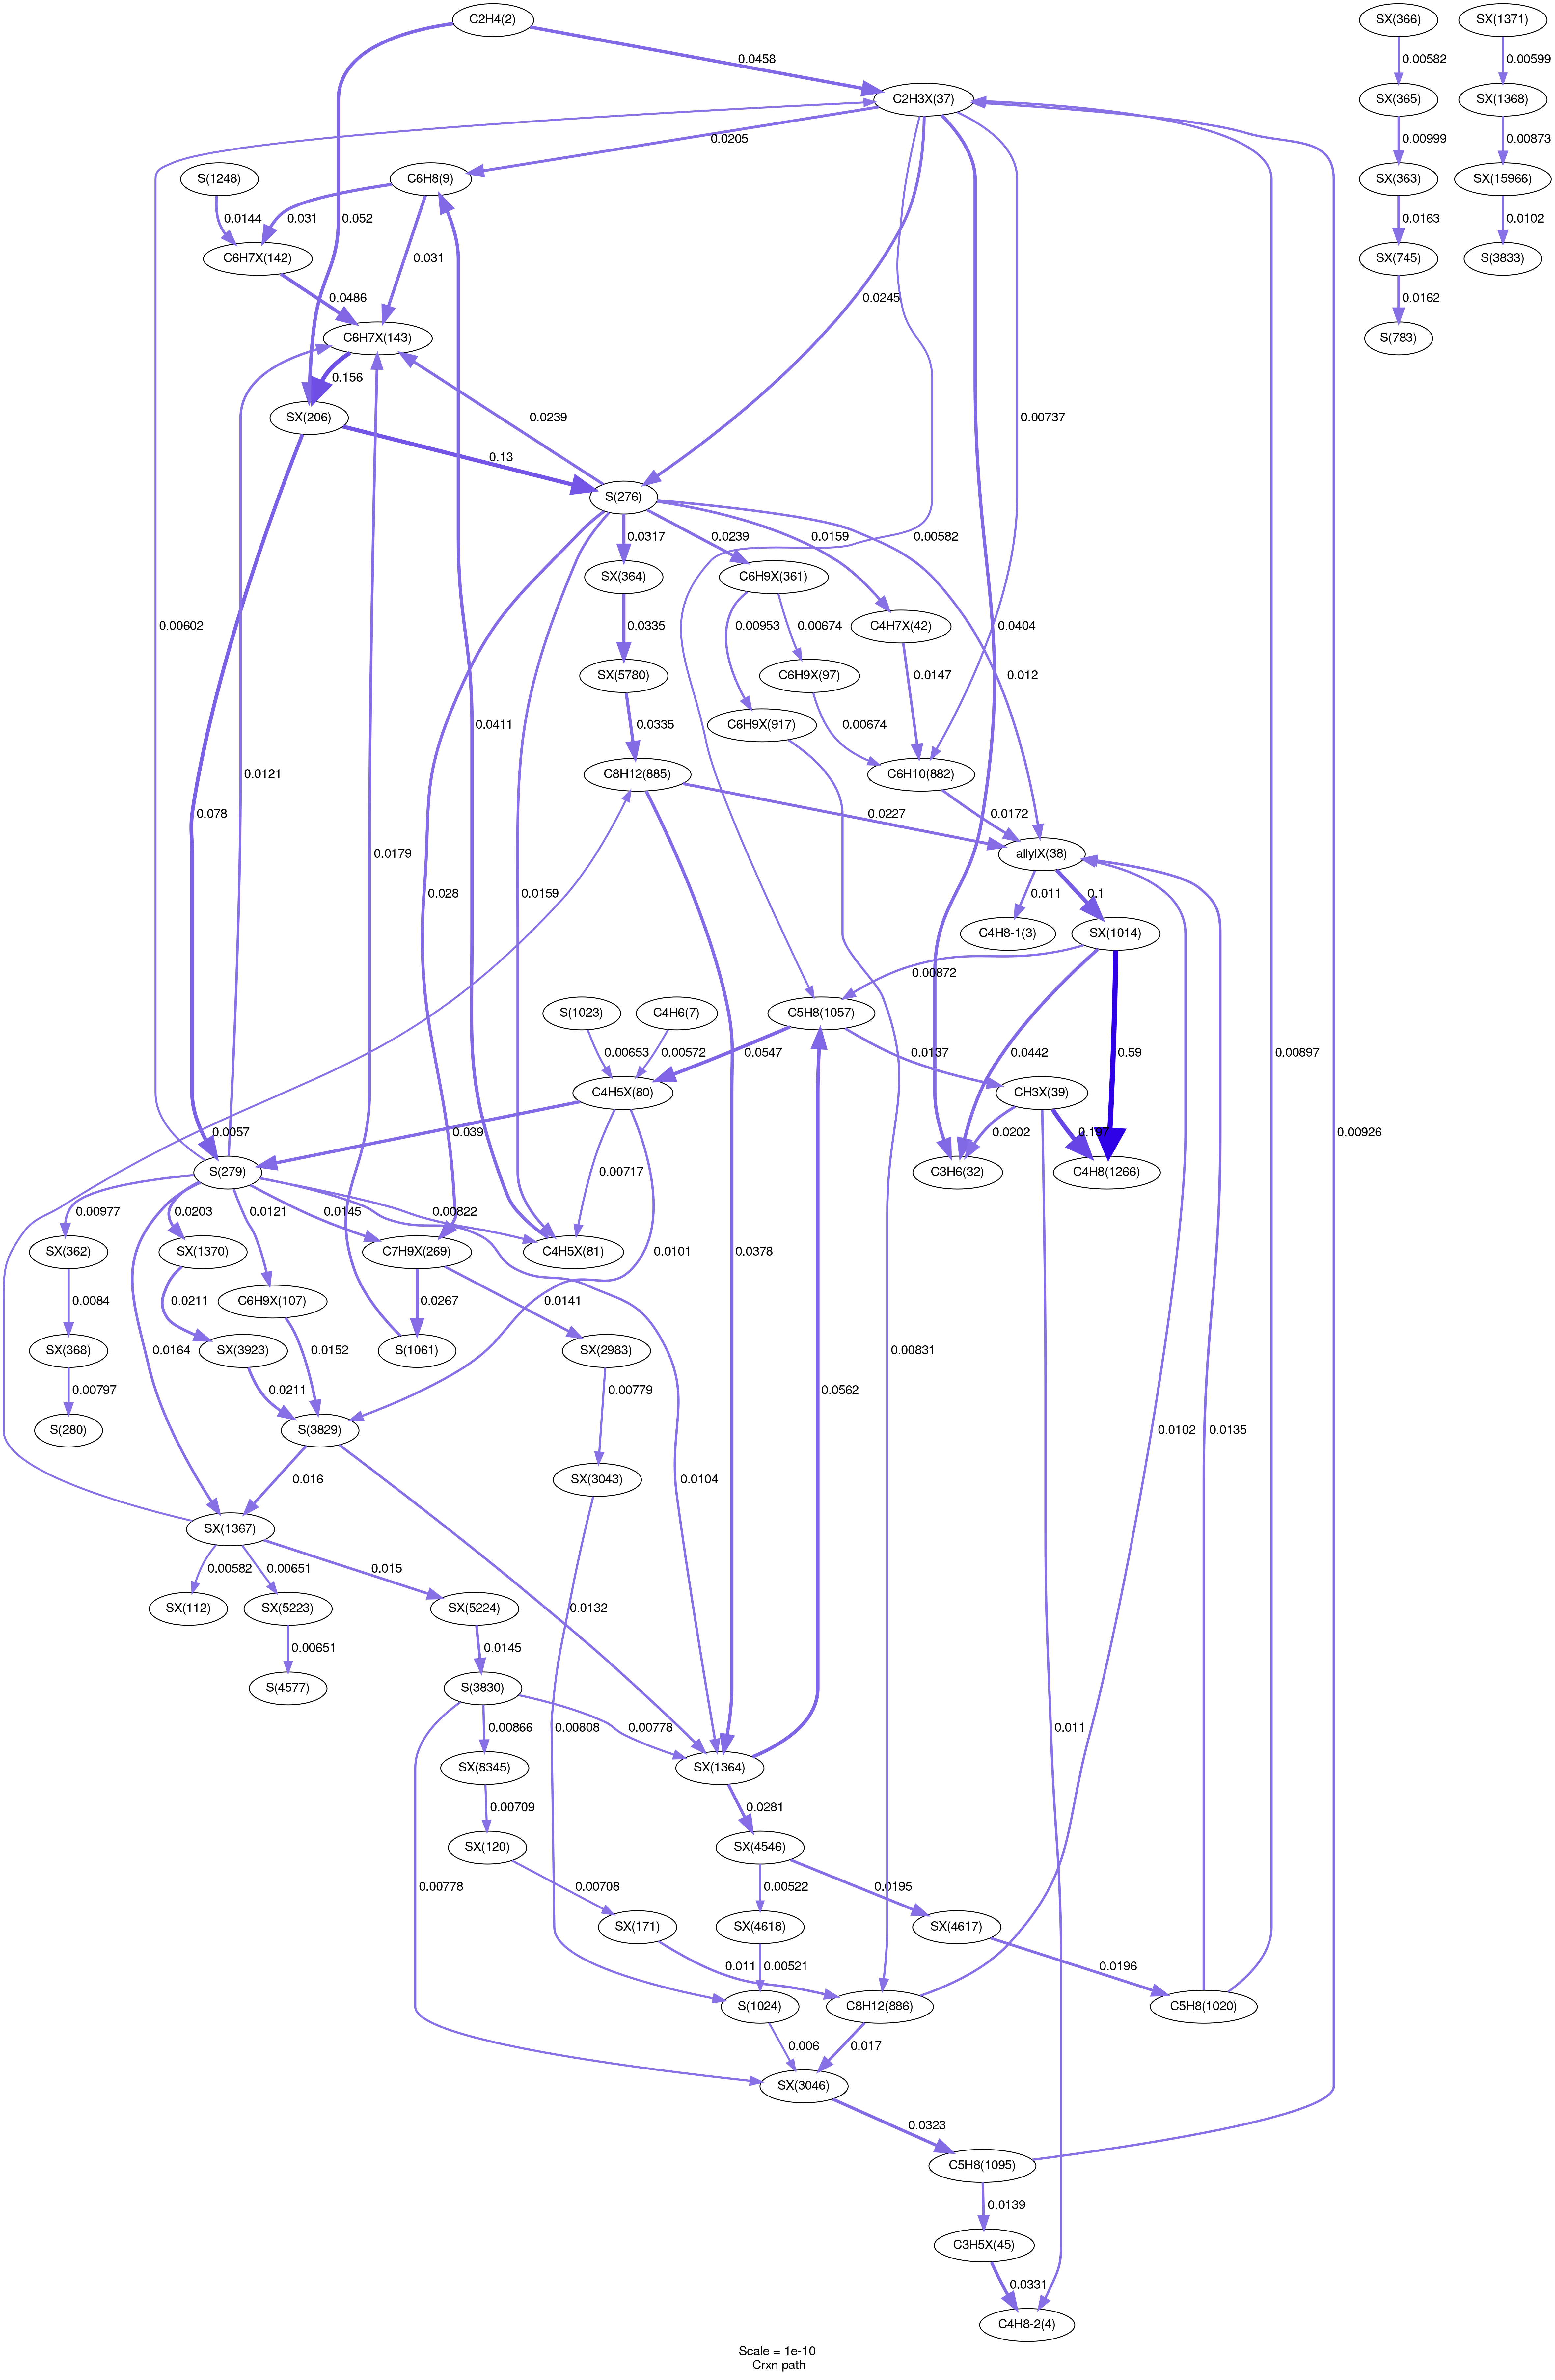 C2H4(2)
SX(366)
SX(1371)
0.0458
0.00582
0.00599
C2H3X(37)
SX(365)
SX(1368)
0.0205
0.00999
0.00873
S(1248)
C6H8(9)
SX(363)
SX(15966)
0.0144
0.031
0.052
0.0163
0.0102
C6H7X(142)
0.031
SX(745)
S(3833)
0.0486
0.0245
0.0162
C6H7X(143)
S(783)
0.156
0.0239
0.00737
SX(206)
0.13
S(276)
0.0317
0.0239
0.0159
0.00582
SX(364)
C6H9X(361)
0.00602
0.0335
0.00953
0.00674
C4H7X(42)
0.0404
SX(5780)
C6H9X(97)
0.0147
0.012
0.0411
0.0335
C6H9X(917)
0.00674
0.0121
C8H12(885)
C6H10(882)
0.078
0.0227
0.0172
0.0179
allylX(38)
0.028
0.0159
0.011
0.1
C4H8-1(3)
SX(1014)
0.00872
S(1023)
C4H6(7)
C5H8(1057)
0.00653
0.00572
0.0547
0.0137
0.0442
0.59
C4H5X(80)
CH3X(39)
0.0057
0.039
0.0202
0.197
0.00717
S(279)
C3H6(32)
C4H8(1266)
0.00977
0.0203
0.0121
0.0145
0.00822
SX(362)
SX(1370)
C7H9X(269)
C4H5X(81)
0.0101
0.0378
0.00897
0.00926
0.0084
0.0211
C6H9X(107)
0.0267
0.0141
SX(368)
0.0164
SX(3923)
0.0152
S(1061)
SX(2983)
0.00831
0.00797
0.0211
0.00779
S(280)
S(3829)
0.0562
0.0135
0.016
SX(3043)
0.0104
0.0102
SX(1367)
0.00582
0.00651
0.015
SX(112)
SX(5223)
SX(5224)
0.0132
0.00651
0.0145
S(4577)
S(3830)
0.00866
0.00808
0.00778
0.011
SX(8345)
SX(1364)
0.00709
0.0281
SX(120)
SX(4546)
0.00778
0.00708
0.00522
0.0195
SX(171)
SX(4618)
SX(4617)
0.011
0.00521
0.0196
S(1024)
C8H12(886)
C5H8(1020)
0.006
0.017
SX(3046)
0.0323
C5H8(1095)
0.0139
C3H5X(45)
0.0331
C4H8-2(4)
Scale = 1e-10
Crxn path